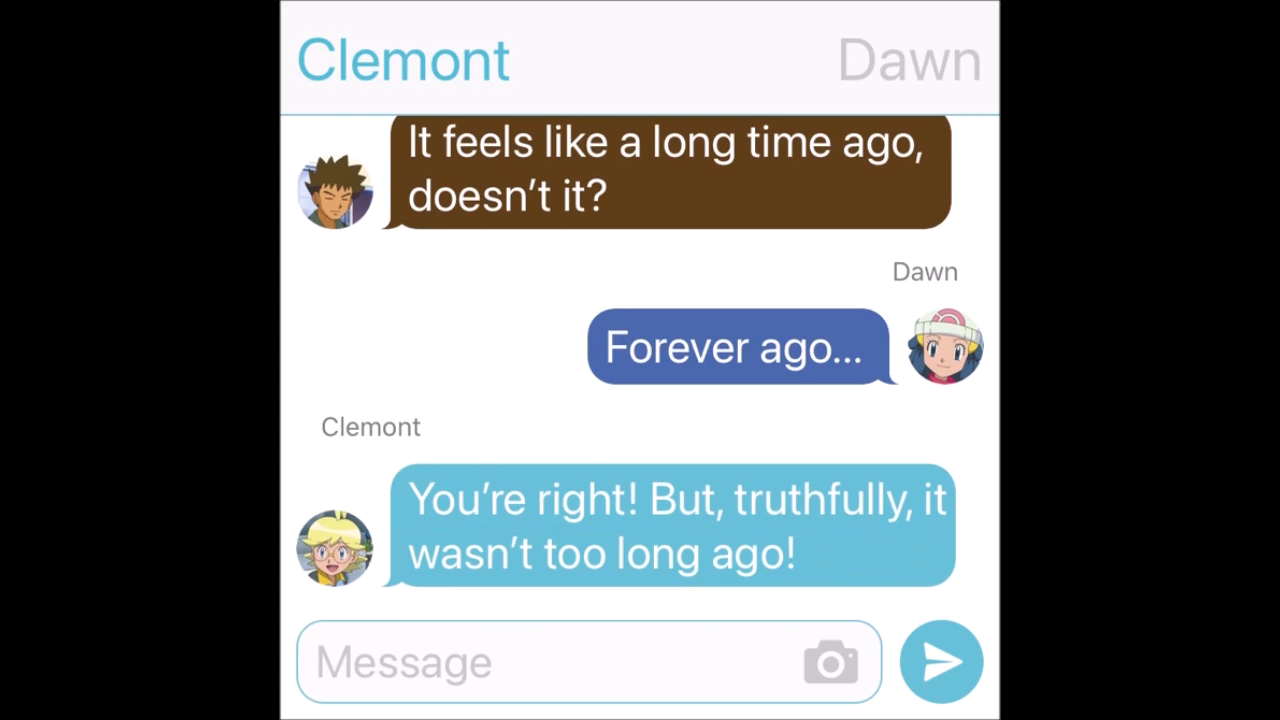 Clemont Dawn
It feels like a long time ago,
doesn’t it?
Dawn
Forever ago...
Clemont
You’re right! But, truthfully, it
wasn’t too long ago!
Message